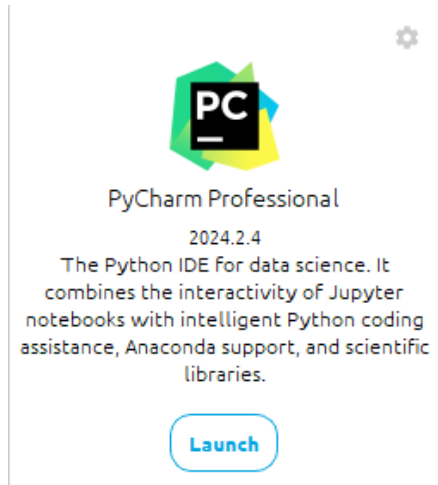 PC
PyCharm Professional
2024.2.4
The Python IDE for data science. It
combines the interactivity of Jupyter
notebooks with intelligent Python coding
assistance, Anaconda support, and scientific
libraries.
Launch